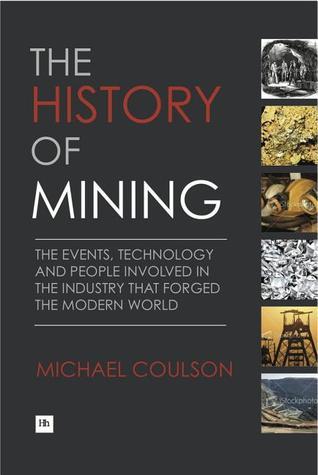 THE
HISTORY
OF
MINING
THE EVENTS, TECHNOLOGY
AND PEOPLE INVOLVED IN
THE INDUSTRY THAT FORGED
THE MODERN WORLD
MICHAEL COULSON
Hh
iStockphoto